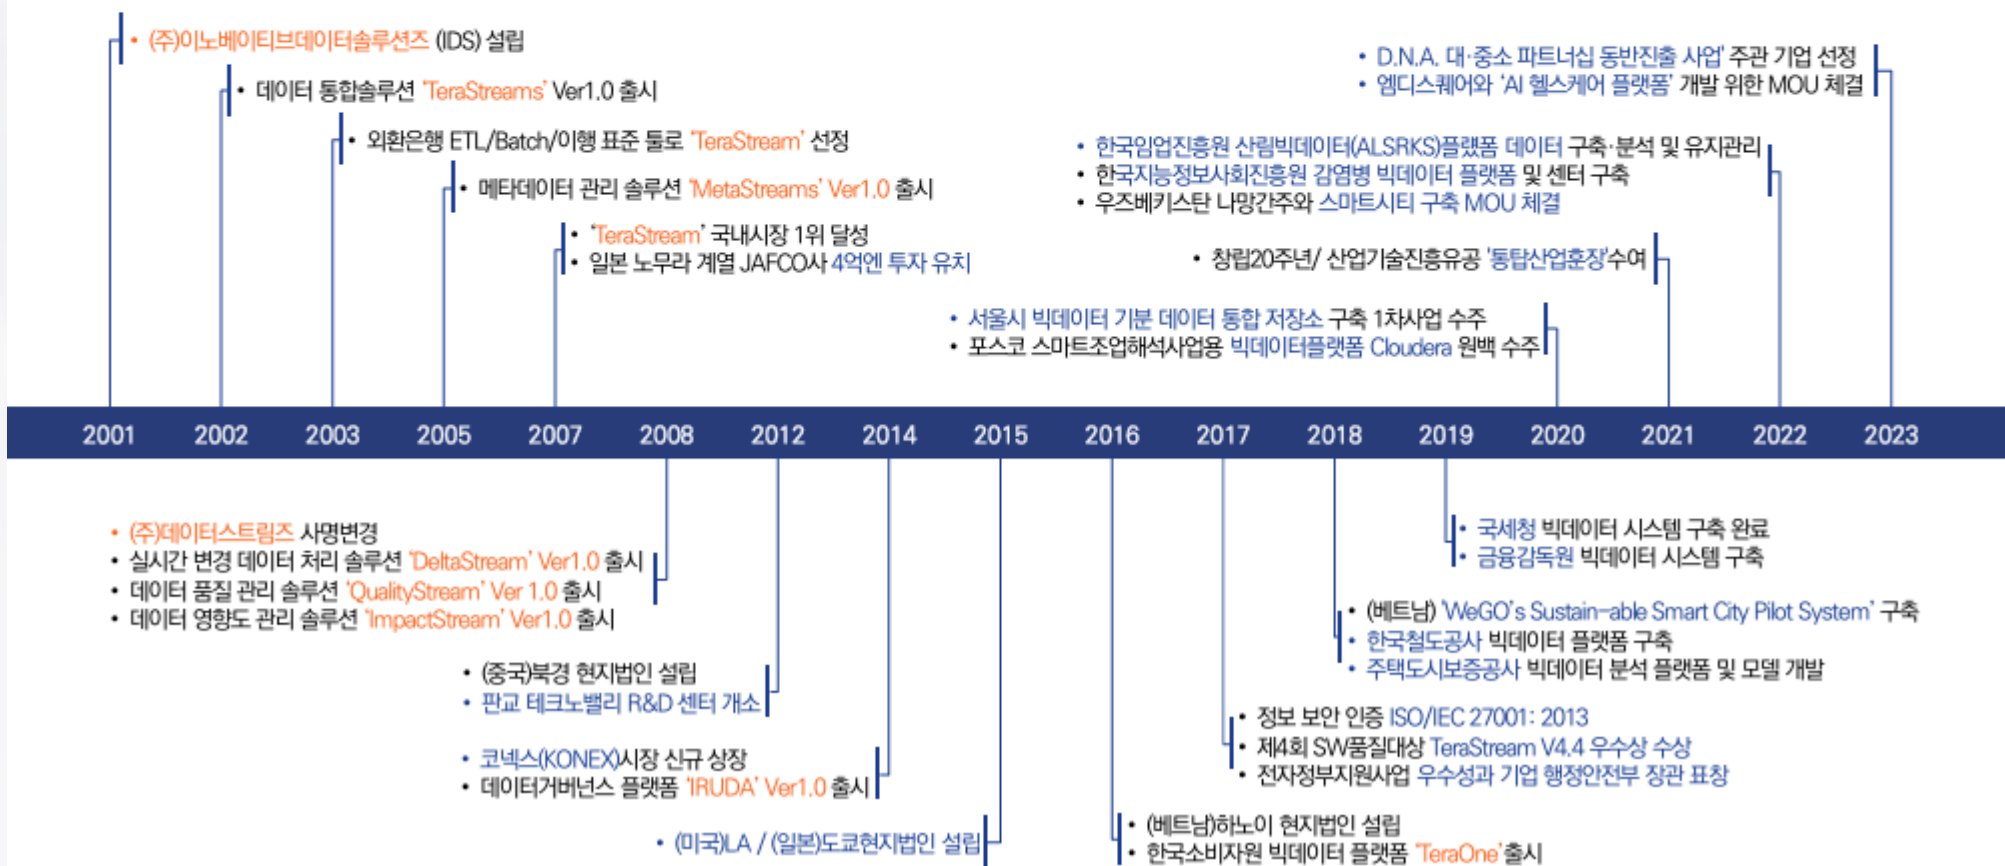 • (주)이노베이티브데이터솔루션즈 (IDS) 설립
• 데이터 통합솔루션 'TeraStreams' Ver1.0 출시
• 외환은행 ETL/Batch/이행 표준 툴로 'TeraStream' 선정
• 메타데이터 관리 솔루션 'MetaStreams' Ver1.0 출시
• 'TeraStream' 국내시장 1위 달성
• 일본 노무라 계열 JAFCO사 4억엔 투자 유치
• D.N.A. 대·중소 파트너십 동반진출 사업' 주관 기업 선정
• 엠디스퀘어와 'AI 헬스케어 플랫폼' 개발 위한 MOU 체결
• 한국임업진흥원 산림빅데이터(ALSRKS)플랬폼 데이터 구축·분석 및 유지관리
• 한국지능정보사회진흥원 감염병 빅데이터 플랫폼 및 센터 구축
• 우즈베키스탄 나망간주와 스마트시티 구축 MOU 체결
• 창립20주년/ 산업기술진흥유공 '동탑산업훈장'수여
• 서울시 빅데이터 기분 데이터 통합 저장소 구축 1차사업 수주
• 포스코 스마트조업해석사업용 빅데이터플랫폼 Cloudera 원백 수주
2001 2002 2003 2005 2007 2008 2012 2014 2015 2016 2017 2018 2019 2020 2021 2022 2023
• (주)데이터스트림즈 사명변경
• 실시간 변경 데이터 처리 솔루션 'DeltaStream' Ver1.0 출시
• 데이터 품질 관리 솔루션 'QualityStream' Ver 1.0 출시
• 데이터 영향도 관리 솔루션 'ImpactStream' Ver1.0 출시
• (중국)북경 현지법인 설립
• 판교 테크노밸리 R&D 센터 개소
• 코넥스(KONEX)시장 신규 상장
• 데이터거버넌스 플랫폼 'IRUDA' Ver1.0 출시
• (미국)LA / (일본)도쿄현지법인 설립
• (베트남)하노이 현지법인 설립
• 한국소비자원 빅데이터 플랫폼 'TeraOne'출시
• 정보 보안 인증 ISO/IEC 27001: 2013
• 제4회 SW품질대상 TeraStream V4.4 우수상 수상
• 전자정부지원사업 우수성과 기업 행정안전부 장관 표창
• (베트남) 'WeGO's Sustain-able Smart City Pilot System' 구축
• 한국철도공사 빅데이터 플랫폼 구축
• 주택도시보증공사 빅데이터 분석 플랫폼 및 모델 개발
• 국세청 빅데이터 시스템 구축 완료
• 금융감독원 빅데이터 시스템 구축